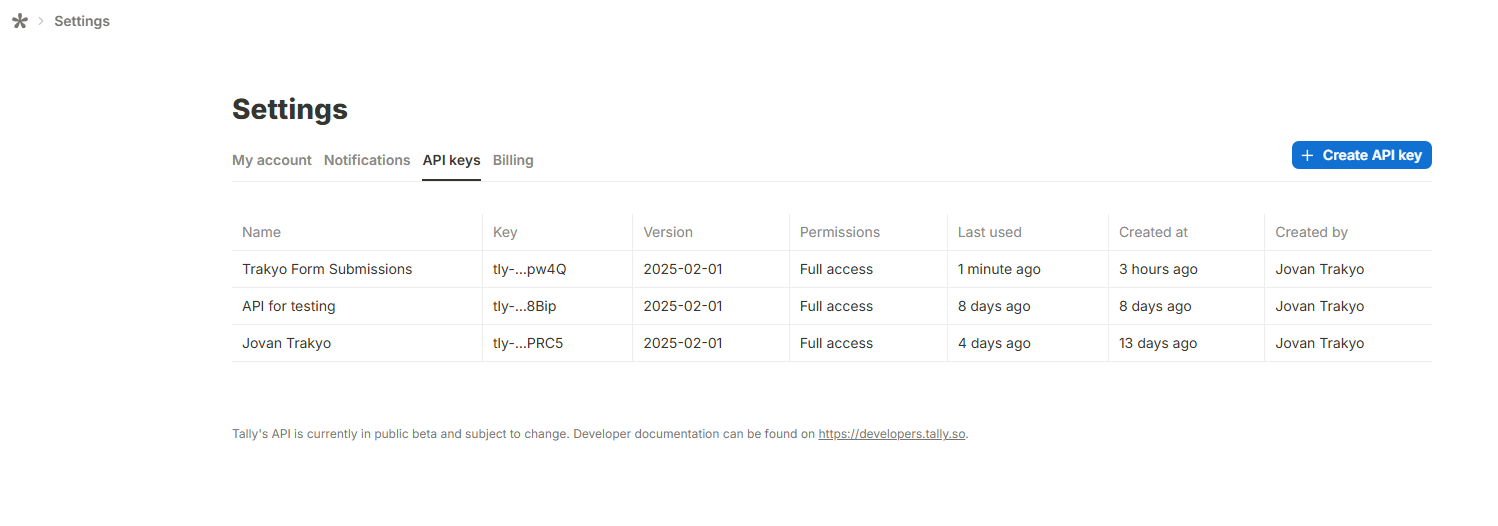 Settings
Settings
My account Notifications API keys Billing
+ Create API key
Name Key Version Permissions Last used Created at Created by
Trakyo Form Submissions tly-...pw4Q 2025-02-01 Full access 1 minute ago 3 hours ago Jovan Trakyo
API for testing tly-...8Bip 2025-02-01 Full access 8 days ago 8 days ago Jovan Trakyo
Jovan Trakyo tly-...PRC5 2025-02-01 Full access 4 days ago 13 days ago Jovan Trakyo
Tally's API is currently in public beta and subject to change. Developer documentation can be found on https://developers.tally.so.